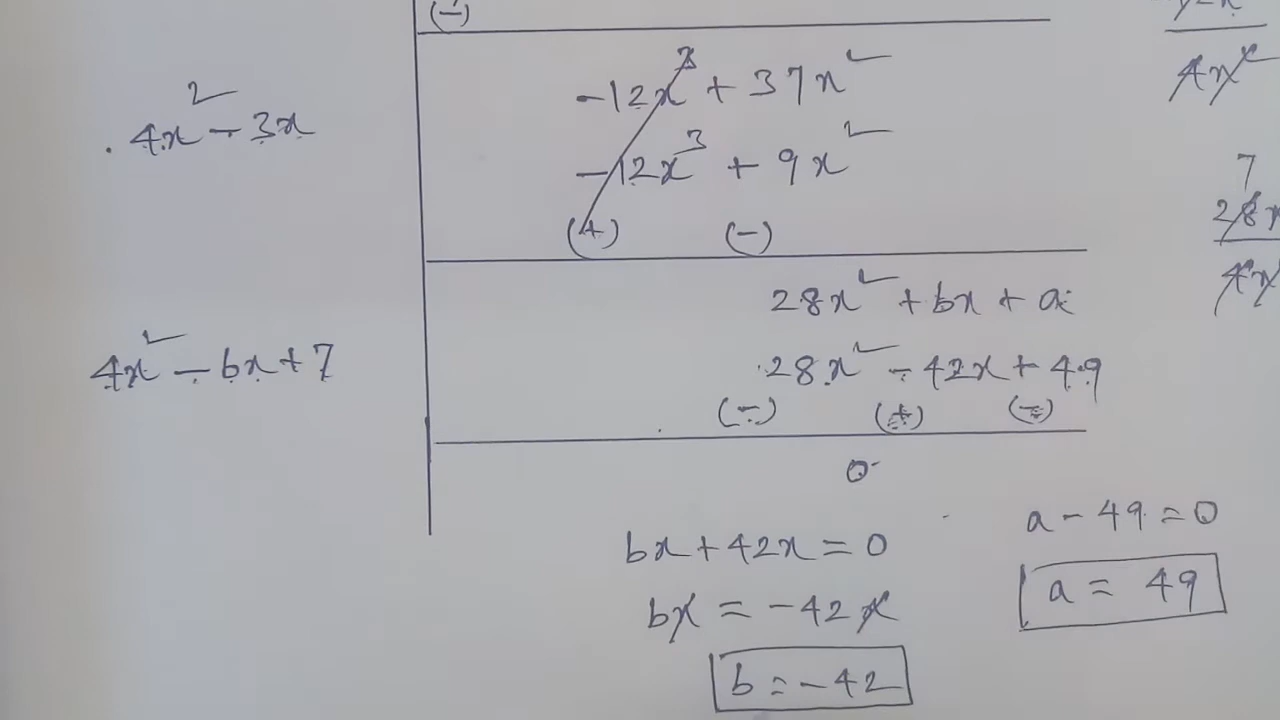 (−)
4x²
−12x³ + 37x²
4x² − 3x
−12x³ + 9x²
(+) (−)
7
28x
4x
28x² + bx + a
4x² − 6x + 7
28x² − 42x + 49
(−) (+) (−)
0
a − 49 = 0
bx + 42x = 0
a = 49
bx = −42x
b = −42